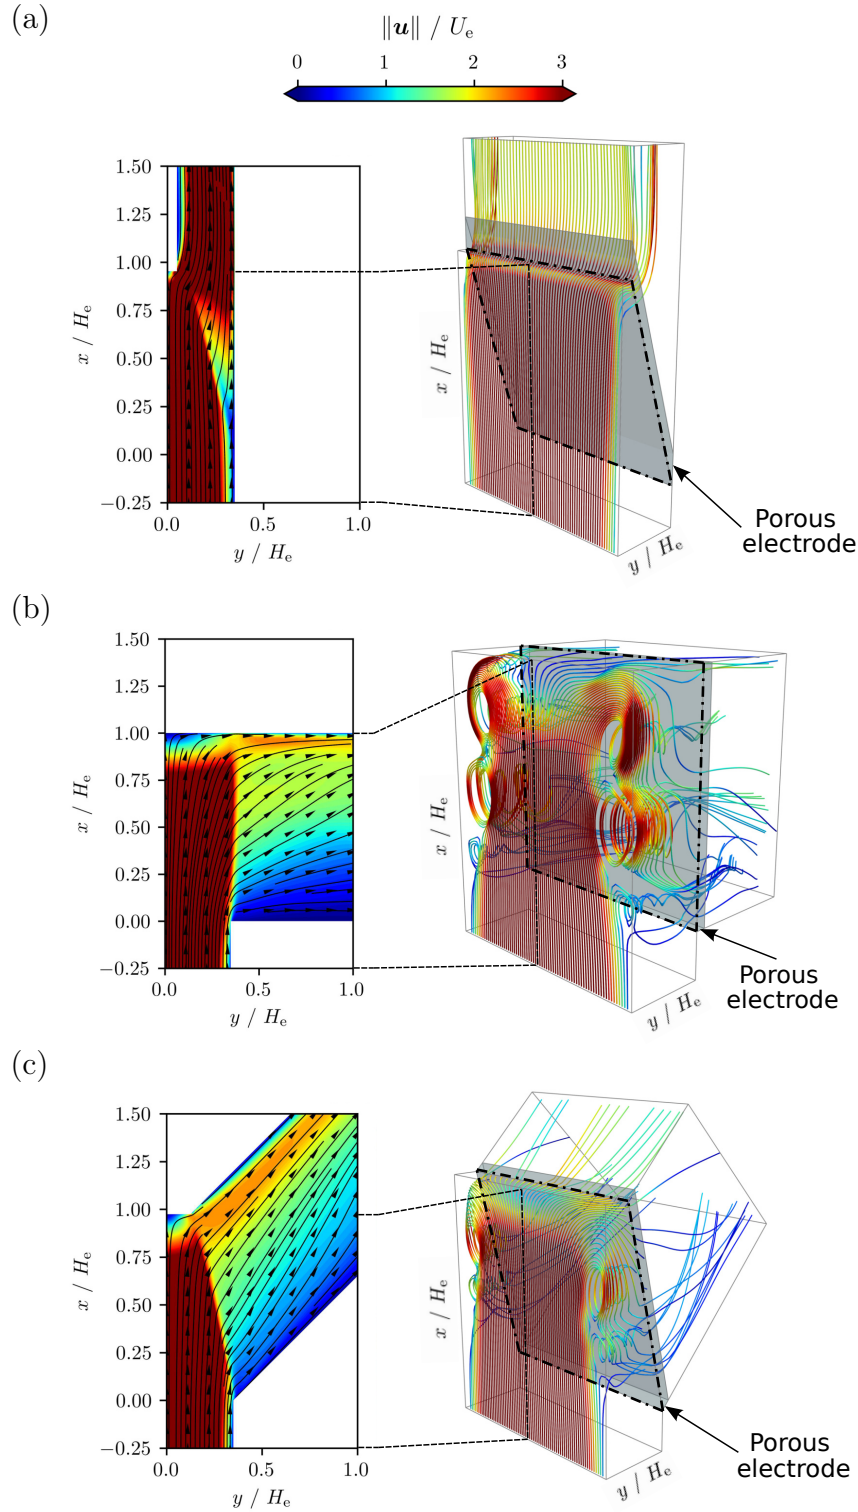 (a)
‖u‖ / Ue
0 1 2 3
1.50
1.25
1.00
0.75
0.50
0.25
0.00
−0.25
x / He
0.0 0.5 1.0
y / He
x / He
y / He
Porous
electrode
(b)
1.50
1.25
1.00
0.75
0.50
0.25
0.00
−0.25
x / He
0.0 0.5 1.0
y / He
x / He
y / He
Porous
electrode
(c)
1.50
1.25
1.00
0.75
0.50
0.25
0.00
−0.25
x / He
0.0 0.5 1.0
y / He
x / He
y / He
Porous
electrode